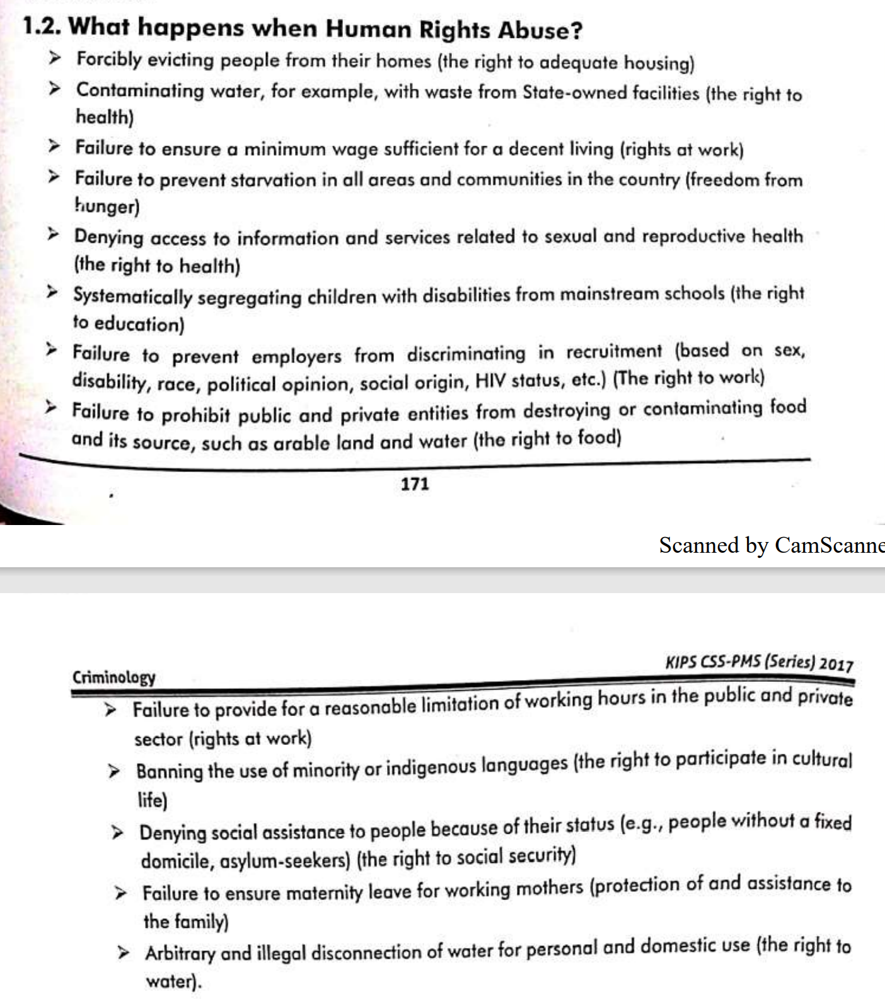 1.2. What happens when Human Rights Abuse?
➢ Forcibly evicting people from their homes (the right to adequate housing)
➢ Contaminating water, for example, with waste from State-owned facilities (the right to
health)
➢ Failure to ensure a minimum wage sufficient for a decent living (rights at work)
➢ Failure to prevent starvation in all areas and communities in the country (freedom from
hunger)
➢ Denying access to information and services related to sexual and reproductive health
(the right to health)
➢ Systematically segregating children with disabilities from mainstream schools (the right
to education)
➢ Failure to prevent employers from discriminating in recruitment (based on sex,
disability, race, political opinion, social origin, HIV status, etc.) (The right to work)
➢ Failure to prohibit public and private entities from destroying or contaminating food
and its source, such as arable land and water (the right to food)
171
Scanned by CamScanne
KIPS CSS-PMS (Series) 2017
Criminology
➢ Failure to provide for a reasonable limitation of working hours in the public and private
sector (rights at work)
➢ Banning the use of minority or indigenous languages (the right to participate in cultural
life)
➢ Denying social assistance to people because of their status (e.g., people without a fixed
domicile, asylum-seekers) (the right to social security)
➢ Failure to ensure maternity leave for working mothers (protection of and assistance to
the family)
➢ Arbitrary and illegal disconnection of water for personal and domestic use (the right to
water).